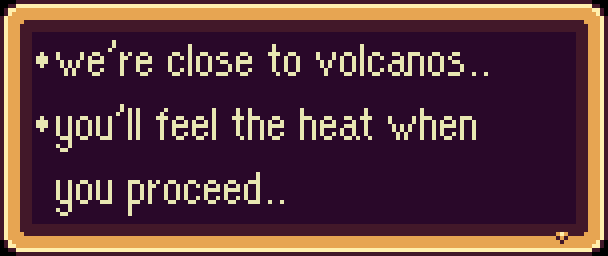 •we're close to volcanos..
•you'll feel the heat when
you proceed..